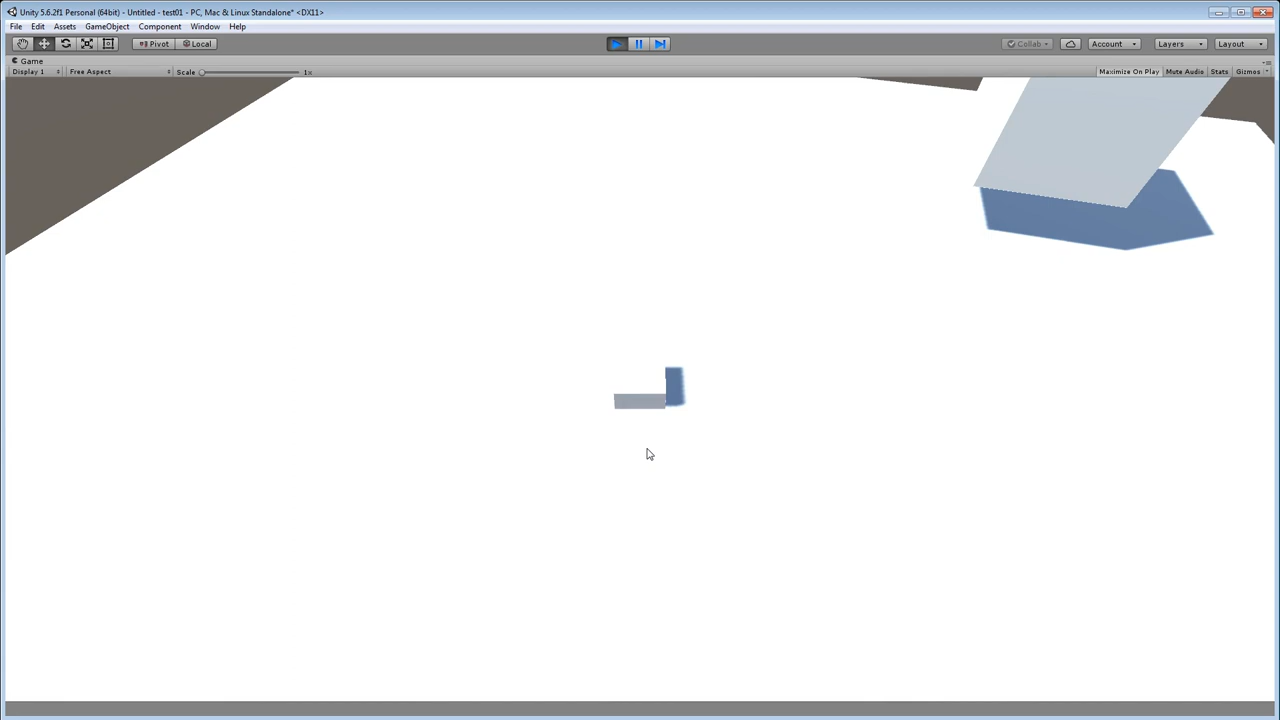 Unity 5.6.2f1 Personal (64bit) - Untitled - test01 - PC, Mac & Linux Standalone* <DX11>
File Edit Assets GameObject Component Window Help
Pivot Local Collab Account Layers Layout
Game
Display 1 Free Aspect Scale 1x Maximize On Play Mute Audio Stats Gizmos